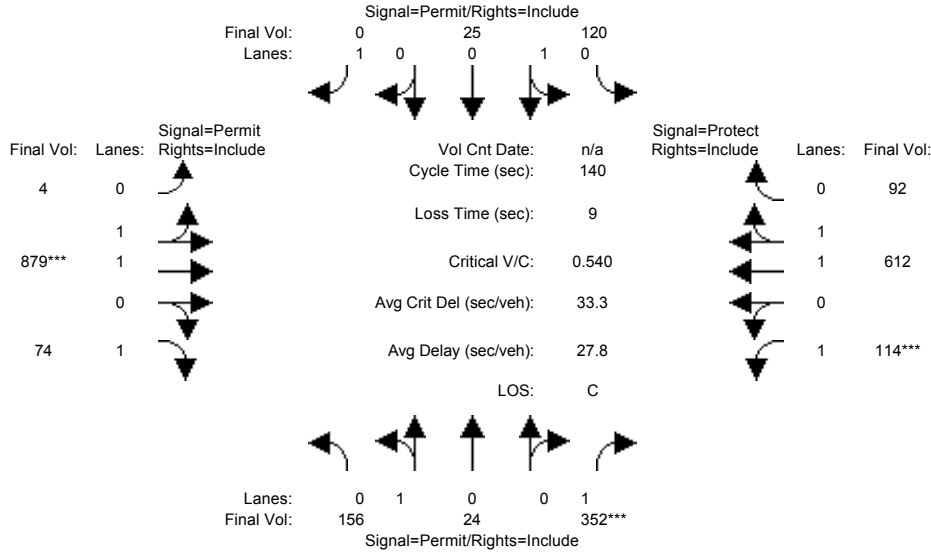 Signal=Permit/Rights=Include
Final Vol: 0 25 120
Lanes: 1 0 0 1 0
Signal=Permit Signal=Protect
Final Vol: Lanes: Rights=Include Vol Cnt Date: n/a Rights=Include Lanes: Final Vol:
Cycle Time (sec): 140
4 0 0 92
Loss Time (sec): 9
1 1
879*** 1 Critical V/C: 0.540 1 612
0 Avg Crit Del (sec/veh): 33.3 0
74 1 Avg Delay (sec/veh): 27.8 1 114***
LOS: C
Lanes: 0 1 0 0 1
Final Vol: 156 24 352***
Signal=Permit/Rights=Include